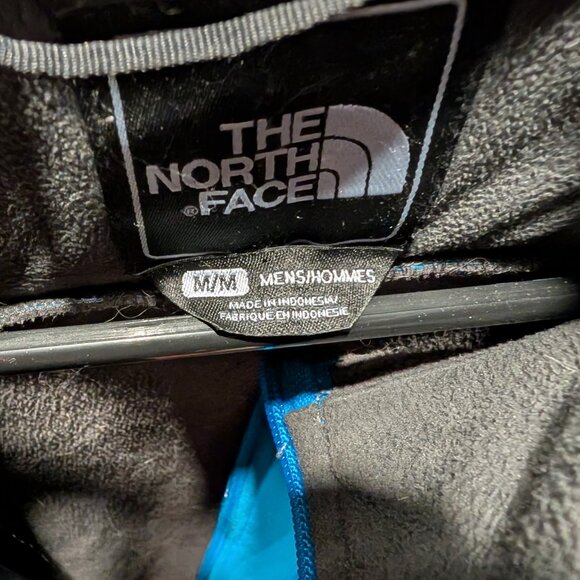 THE
NORTH
®FACE
M/M MENS/HOMMES
MADE IN INDONESIA/
FABRIQUE EN INDONESIE